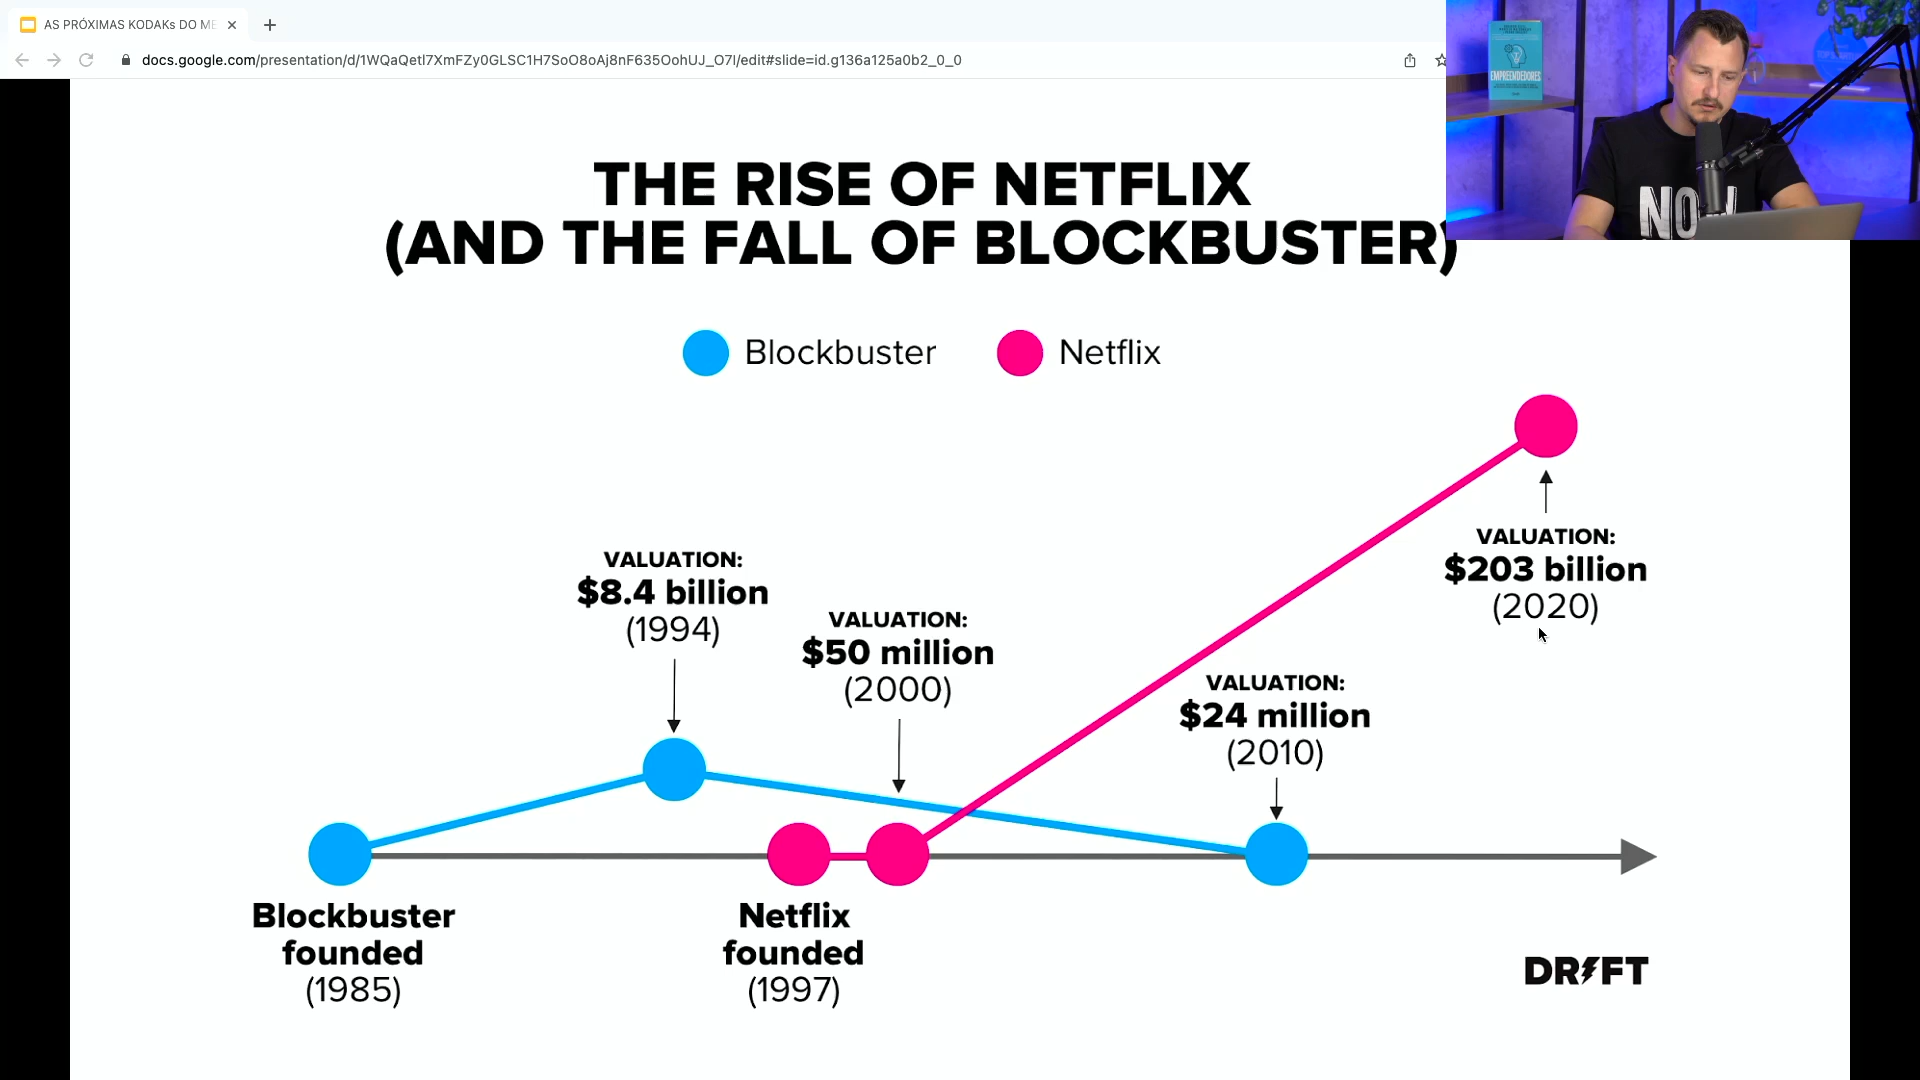 AS PRÓXIMAS KODAKs DO ME
docs.google.com/presentation/d/1WQaQetl7XmFZy0GLSC1H7SoO8oAj8nF635OohUJ_O7I/edit#slide=id.g136a125a0b2_0_0
EMPREENDEDORES
NOW
THE RISE OF NETFLIX
(AND THE FALL OF BLOCKBUSTER)
Blockbuster
Netflix
VALUATION:
$8.4 billion
(1994)
VALUATION:
$50 million
(2000)
VALUATION:
$24 million
(2010)
VALUATION:
$203 billion
(2020)
Blockbuster
founded
(1985)
Netflix
founded
(1997)
DRIFT